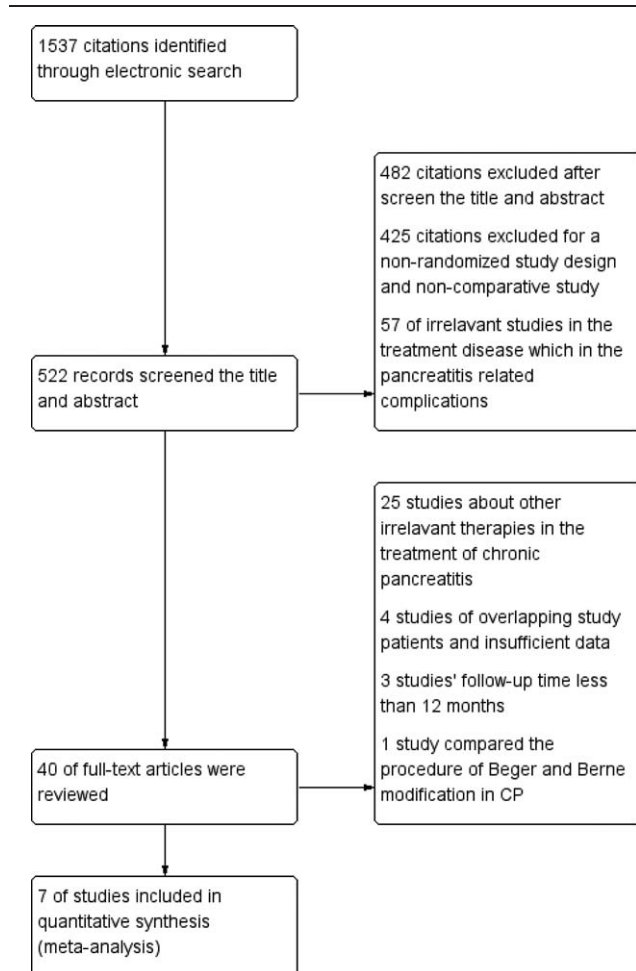 1537 citations identified
through electronic search
482 citations excluded after
screen the title and abstract
425 citations excluded for a
non-randomized study design
and non-comparative study
57 of irrelavant studies in the
treatment disease which in the
pancreatitis related
complications
522 records screened the title
and abstract
25 studies about other
irrelavant therapies in the
treatment of chronic
pancreatitis
4 studies of overlapping study
patients and insufficient data
3 studies' follow-up time less
than 12 months
1 study compared the
procedure of Beger and Berne
modification in CP
40 of full-text articles were
reviewed
7 of studies included in
quantitative synthesis
(meta-analysis)